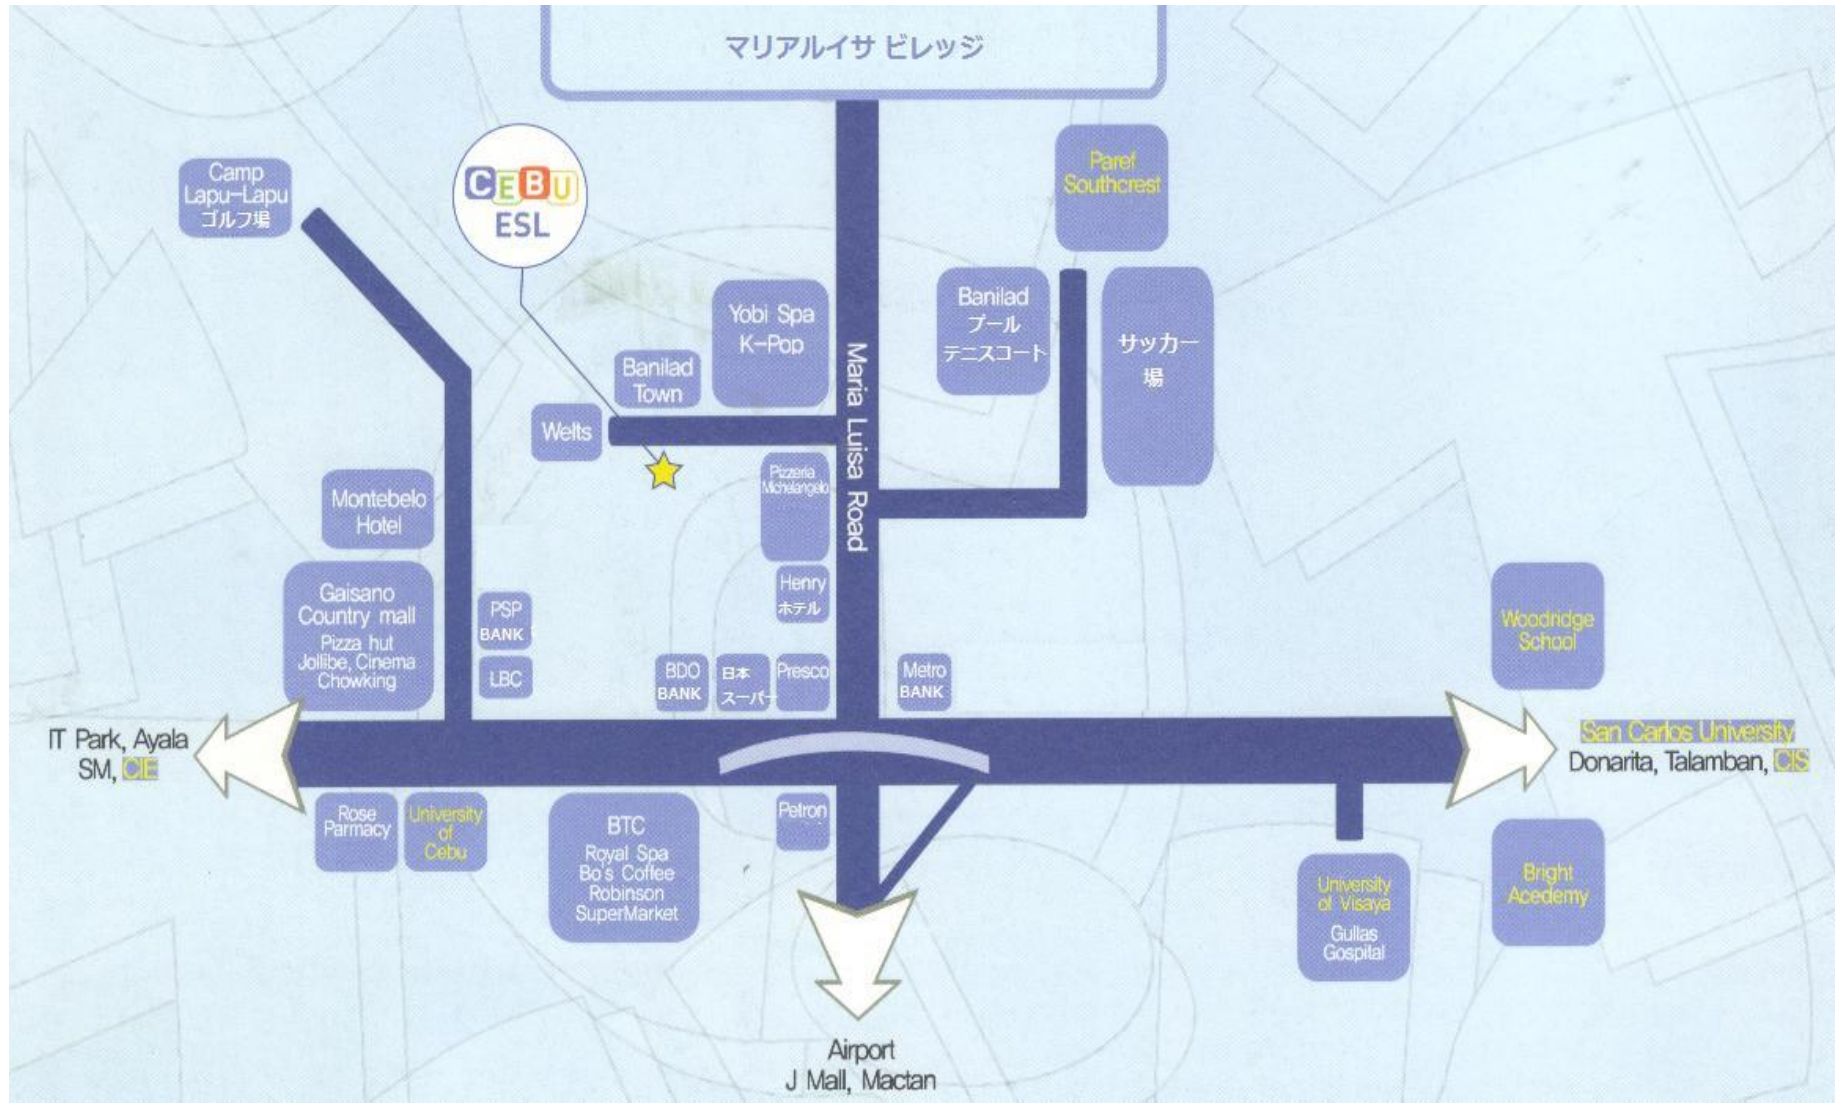 マリアルイサ ビレッジ
Camp
Lapu-Lapu
ゴルフ場
CEBU
ESL
Paref
Southcrest
Yobi Spa
K-Pop
Banilad
プール
テニスコート
サッカー
場
Banilad
Town
Welts
Maria Luisa Road
Pizzeria
Michelangelo
Montebelo
Hotel
Henry
ホテル
Gaisano
Country mall
Pizza hut
Jollibe, Cinema
Chowking
PSP
BANK
LBC
BDO
BANK
日本
スーパー
Presco
Metro
BANK
Woodridge
School
IT Park, Ayala
SM, CIE
San Carlos University
Donarita, Talamban, CIS
Rose
Parmacy
University
of
Cebu
BTC
Royal Spa
Bo's Coffee
Robinson
SuperMarket
Petron
University
of Visaya
Gullas
Gospital
Bright
Acedemy
Airport
J Mall, Mactan